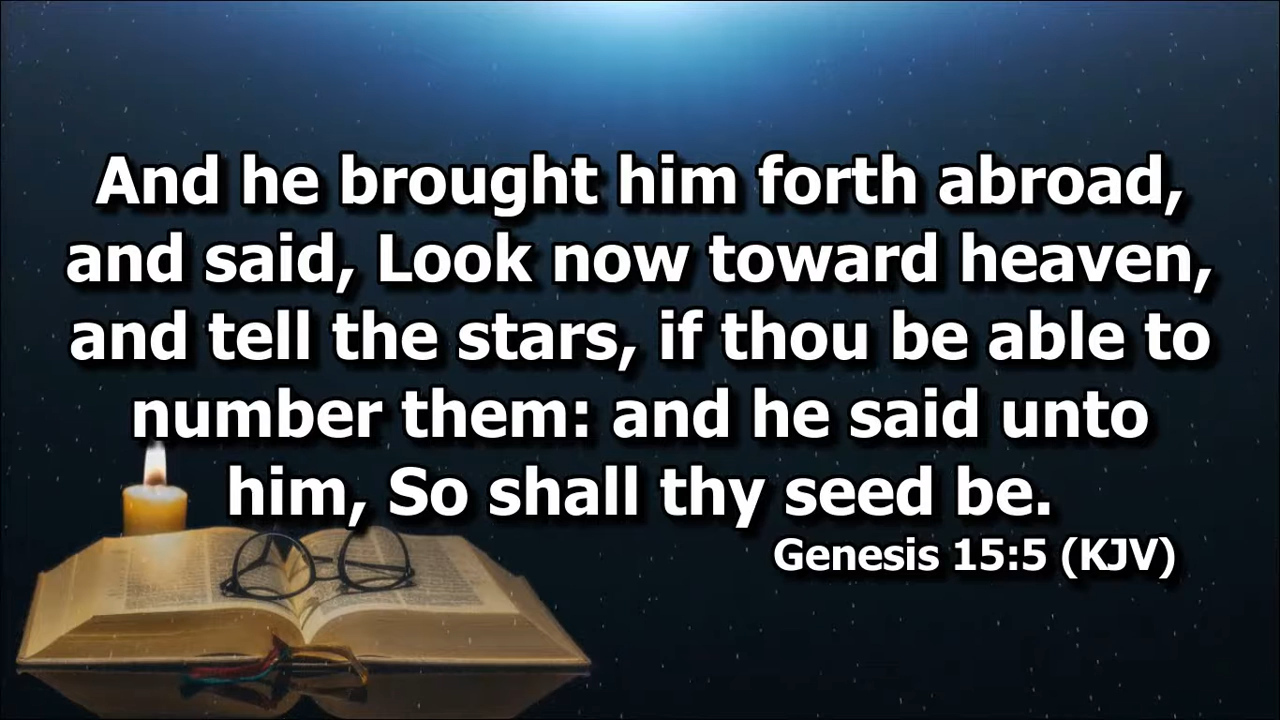 And he brought him forth abroad,
and said, Look now toward heaven,
and tell the stars, if thou be able to
number them: and he said unto
him, So shall thy seed be.
Genesis 15:5 (KJV)